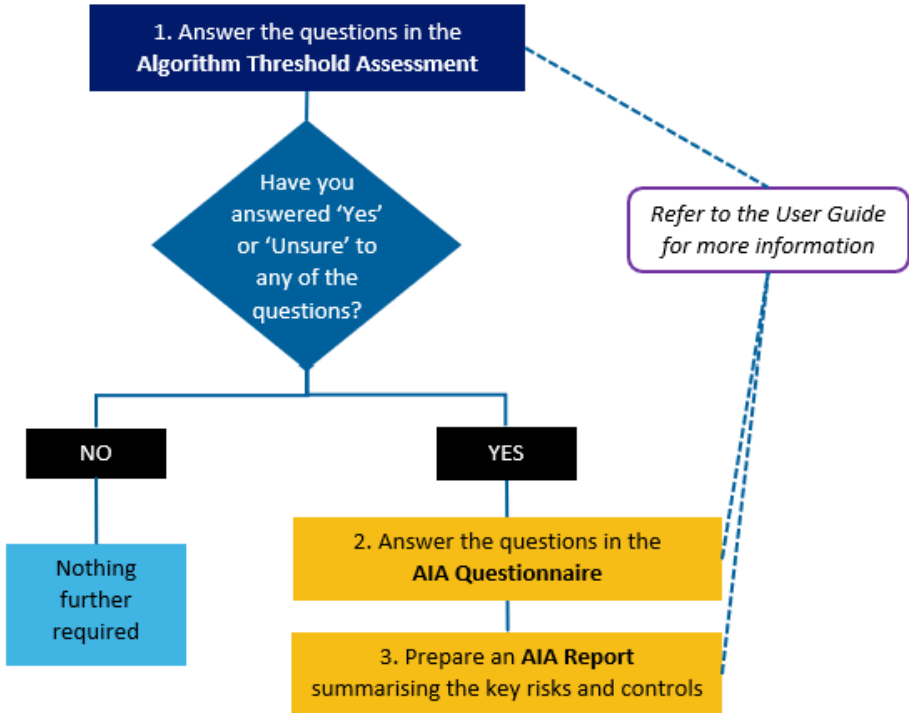 1. Answer the questions in the
Algorithm Threshold Assessment
Have you
answered ‘Yes’
or ‘Unsure’ to
any of the
questions?
Refer to the User Guide
for more information
NO
YES
Nothing
further
required
2. Answer the questions in the
AIA Questionnaire
3. Prepare an AIA Report
summarising the key risks and controls